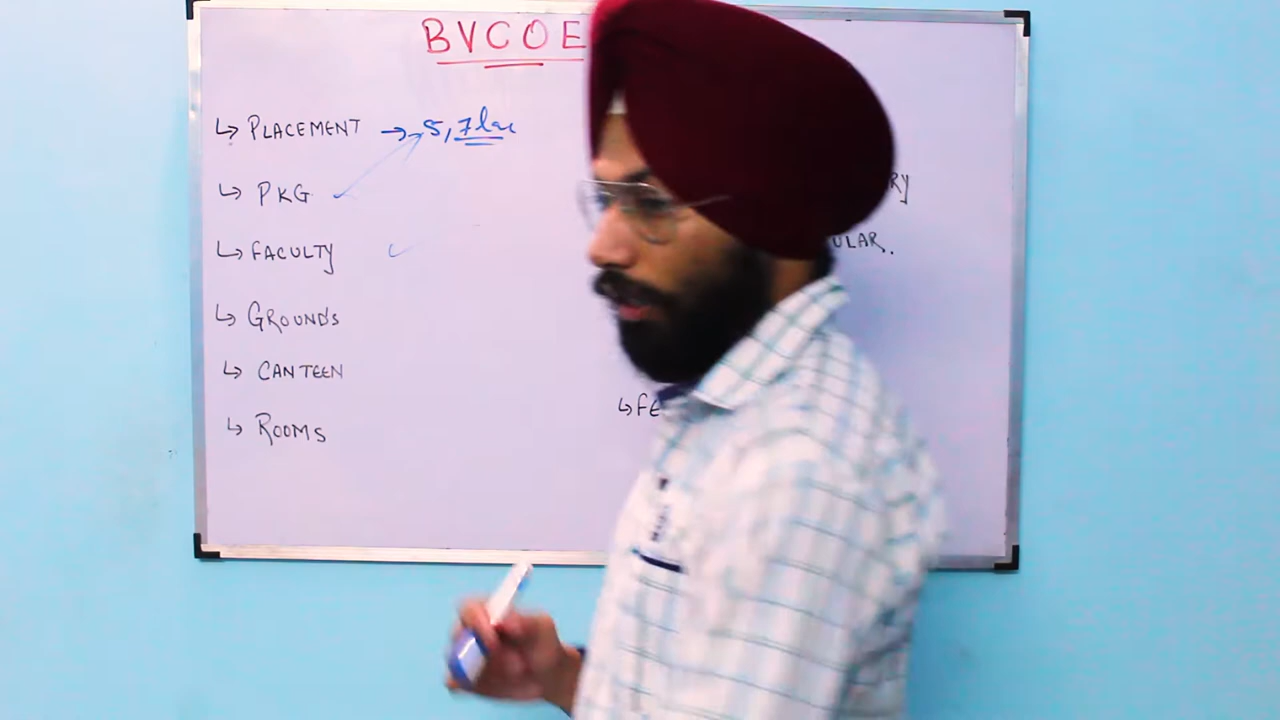 BVCOE
↳ PLACEMENT → 5, 7 lac
↳ PKG
↳ FACULTY
↳ GROUNDS
↳ CANTEEN
↳ ROOMS
RY
ULAR.
↳ FE